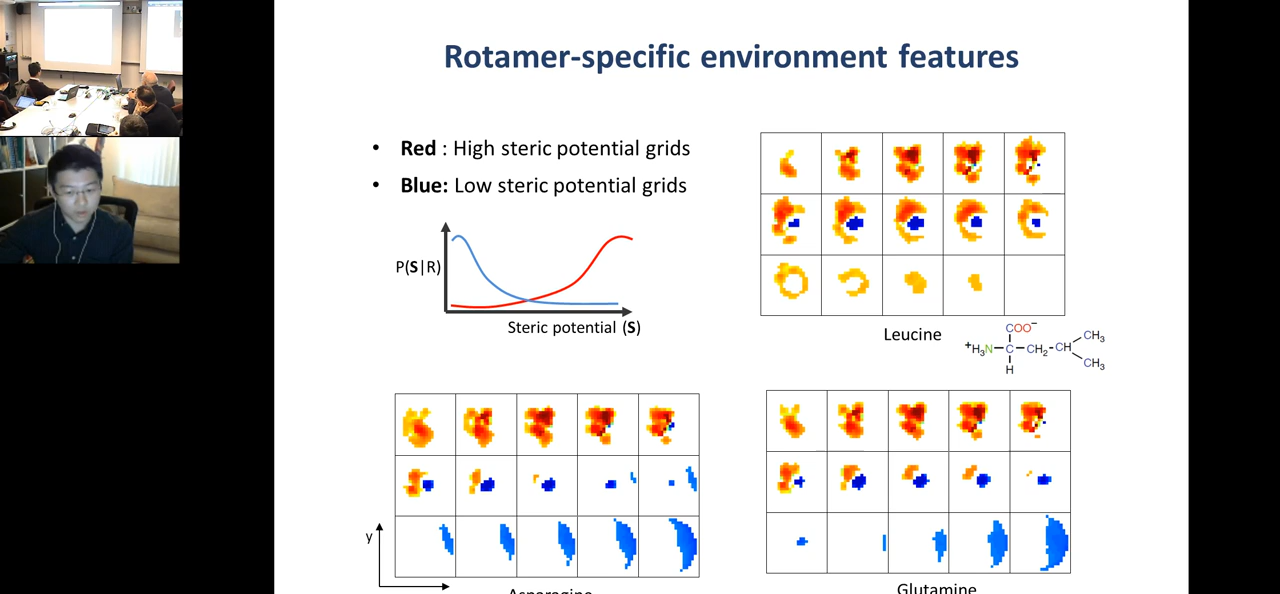 Rotamer-specific environment features
• Red : High steric potential grids
• Blue: Low steric potential grids
P(S|R)
Steric potential (S)
Leucine
COO⁻
⁺H₃N–C–CH₂-CH
CH₃
CH₃
H
y
Asparagine
Glutamine